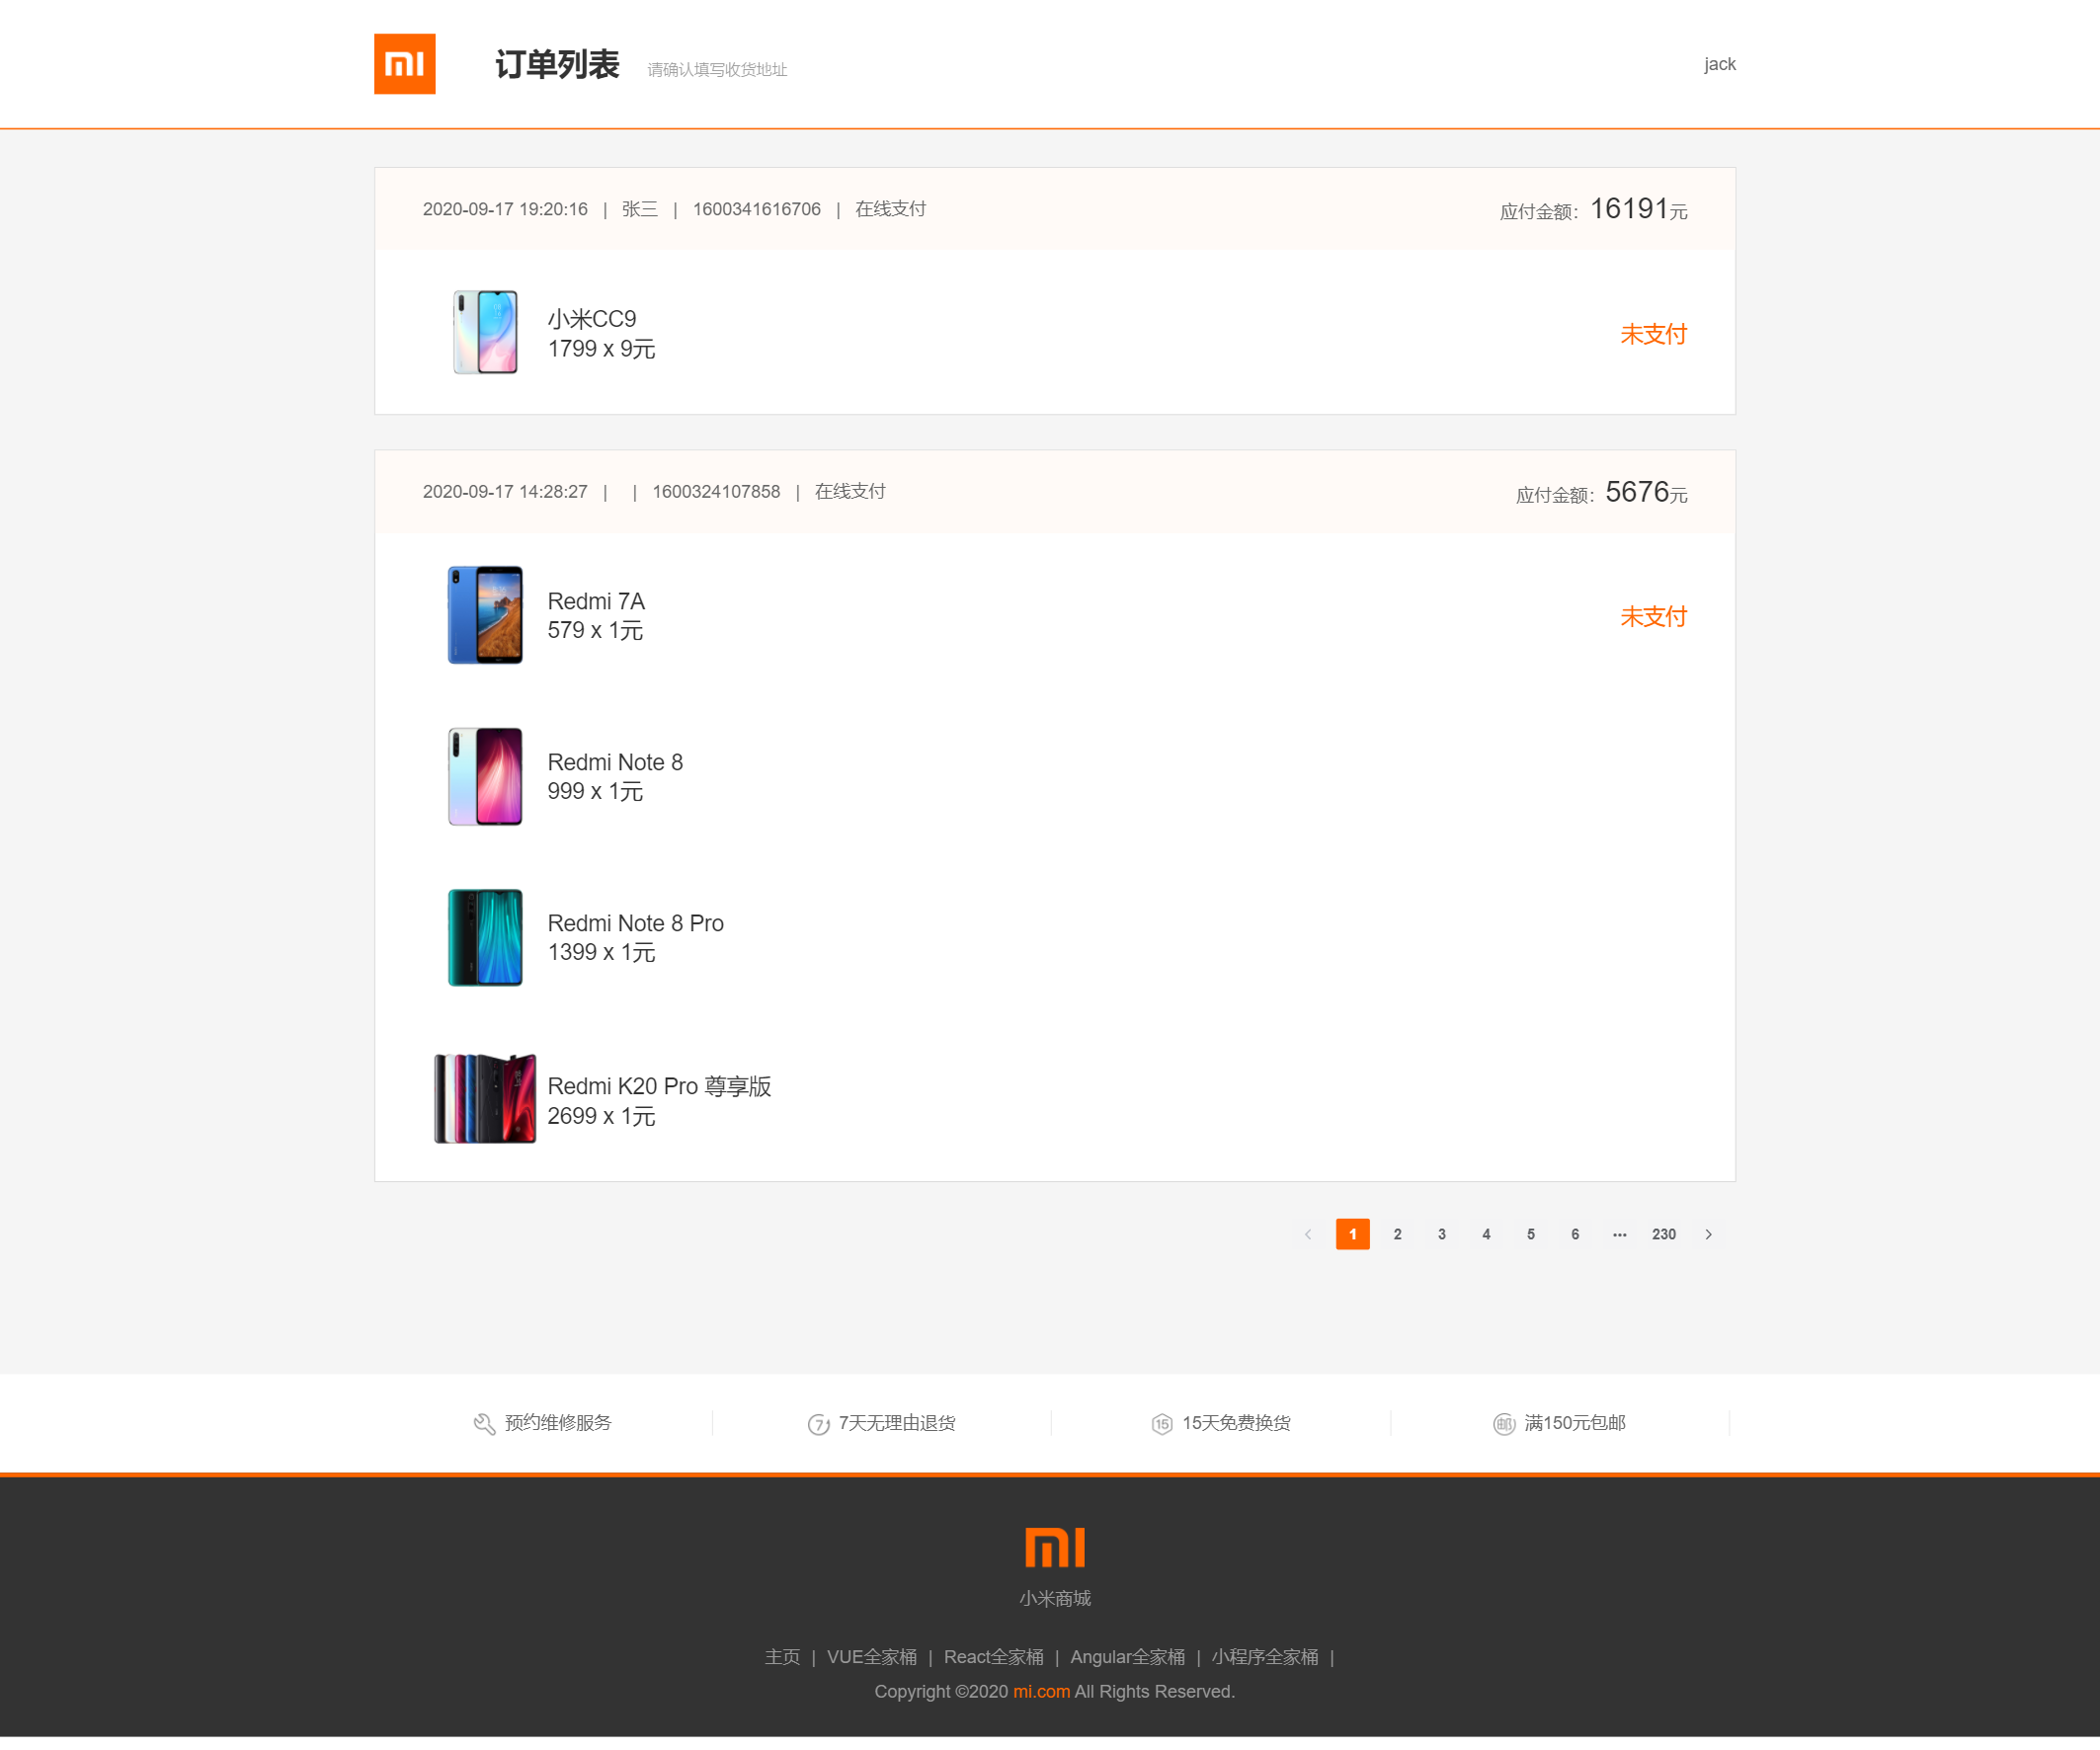 订单列表 请确认填写收货地址 jack
2020-09-17 19:20:16 | 张三 | 1600341616706 | 在线支付 应付金额：16191元
小米CC9
1799 x 9元
未支付
2020-09-17 14:28:27 | | 1600324107858 | 在线支付 应付金额：5676元
Redmi 7A
579 x 1元
未支付
Redmi Note 8
999 x 1元
Redmi Note 8 Pro
1399 x 1元
Redmi K20 Pro 尊享版
2699 x 1元
< 1 2 3 4 5 6 ••• 230 >
预约维修服务 7天无理由退货 15天免费换货 满150元包邮
小米商城
主页 | VUE全家桶 | React全家桶 | Angular全家桶 | 小程序全家桶 |
Copyright ©2020 mi.com All Rights Reserved.